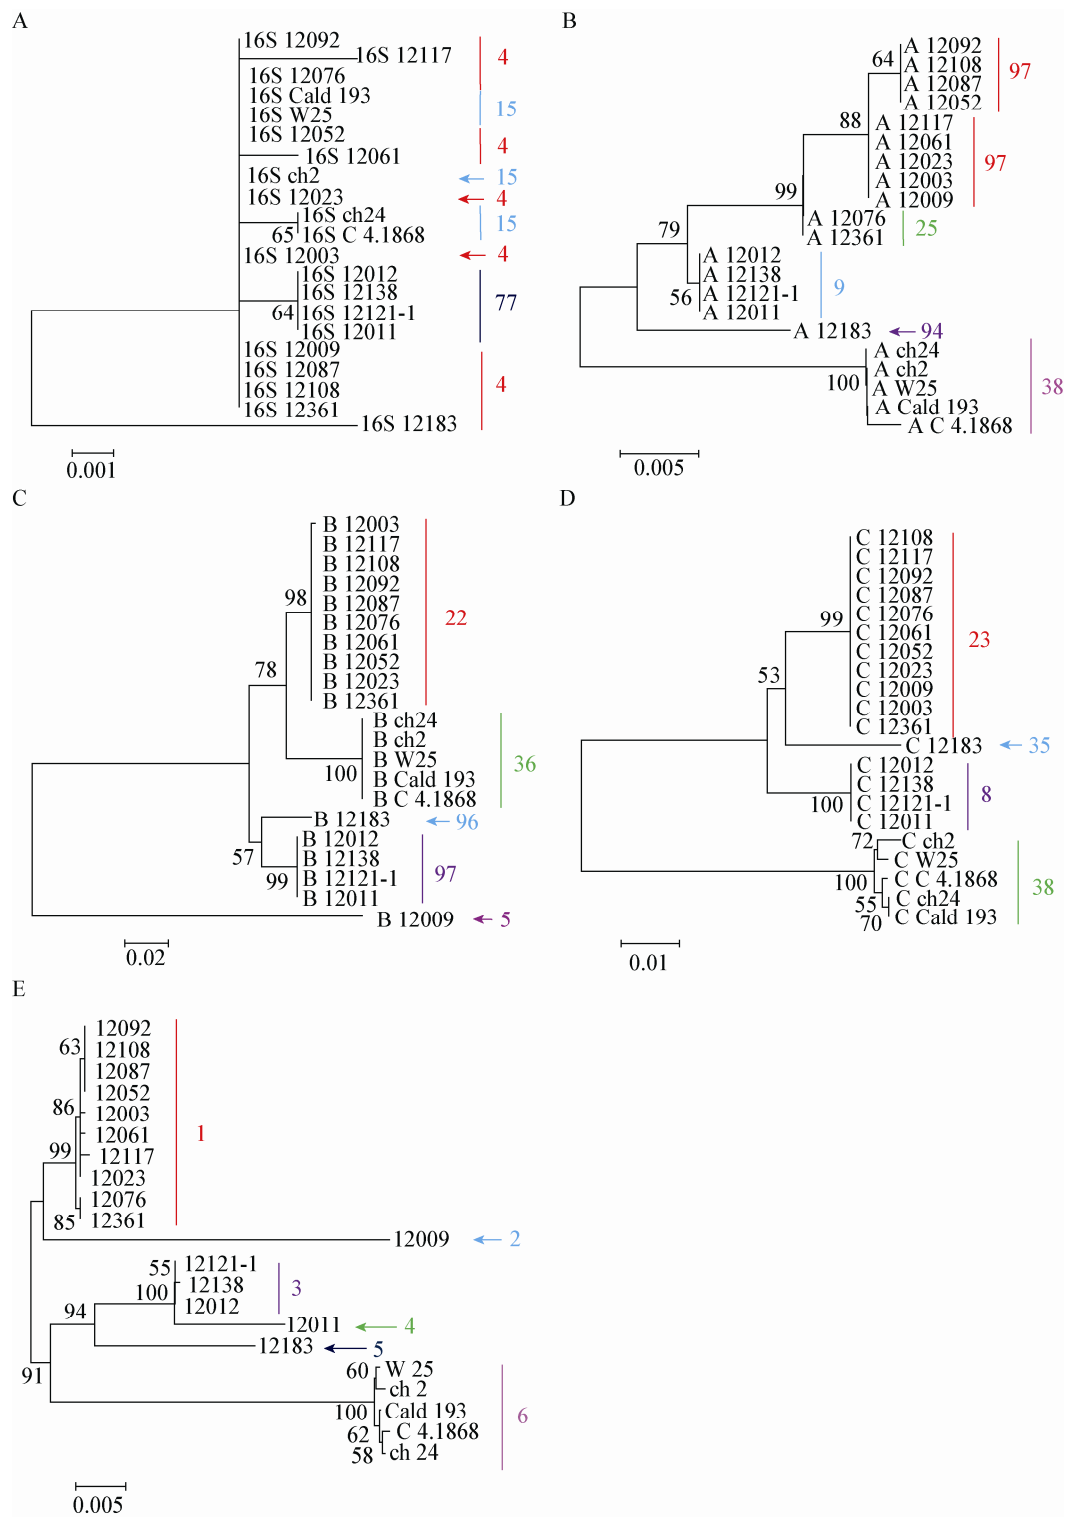 A
16S 12092
16S 12117
4
16S 12076
16S Cald 193
15
16S W25
16S 12052
4
16S 12061
16S ch2
15
16S 12023
4
16S ch24
15
65
16S C 4.1868
16S 12003
4
16S 12012
16S 12138
77
64
16S 12121-1
16S 12011
16S 12009
16S 12087
4
16S 12108
16S 12361
16S 12183
0.001
B
A 12092
64
A 12108
97
A 12087
A 12052
88
A 12117
A 12061
97
A 12023
A 12003
99
A 12009
A 12076
25
A 12361
79
A 12012
A 12138
9
56
A 12121-1
A 12011
A 12183
94
A ch24
A ch2
100
A W25
38
A Cald 193
A C 4.1868
0.005
C
B 12003
B 12117
B 12108
B 12092
98
B 12087
22
B 12076
B 12061
B 12052
78
B 12023
B 12361
B ch24
B ch2
B W25
36
100
B Cald 193
B C 4.1868
B 12183
96
B 12012
57
B 12138
97
99
B 12121-1
B 12011
B 12009
5
0.02
D
C 12108
C 12117
C 12092
C 12087
C 12076
99
C 12061
23
C 12052
C 12023
53
C 12009
C 12003
C 12361
C 12183
35
C 12012
C 12138
8
100
C 12121-1
C 12011
72
C ch2
C W25
100
C C 4.1868
38
55
C ch24
70
C Cald 193
0.01
E
12092
63
12108
12087
12052
86
12003
12061
1
99
12117
12023
12076
85
12361
12009
2
55
12121-1
100
12138
3
12012
94
12011
4
12183
5
91
60
W 25
ch 2
100
Cald 193
6
62
C 4.1868
58
ch 24
0.005